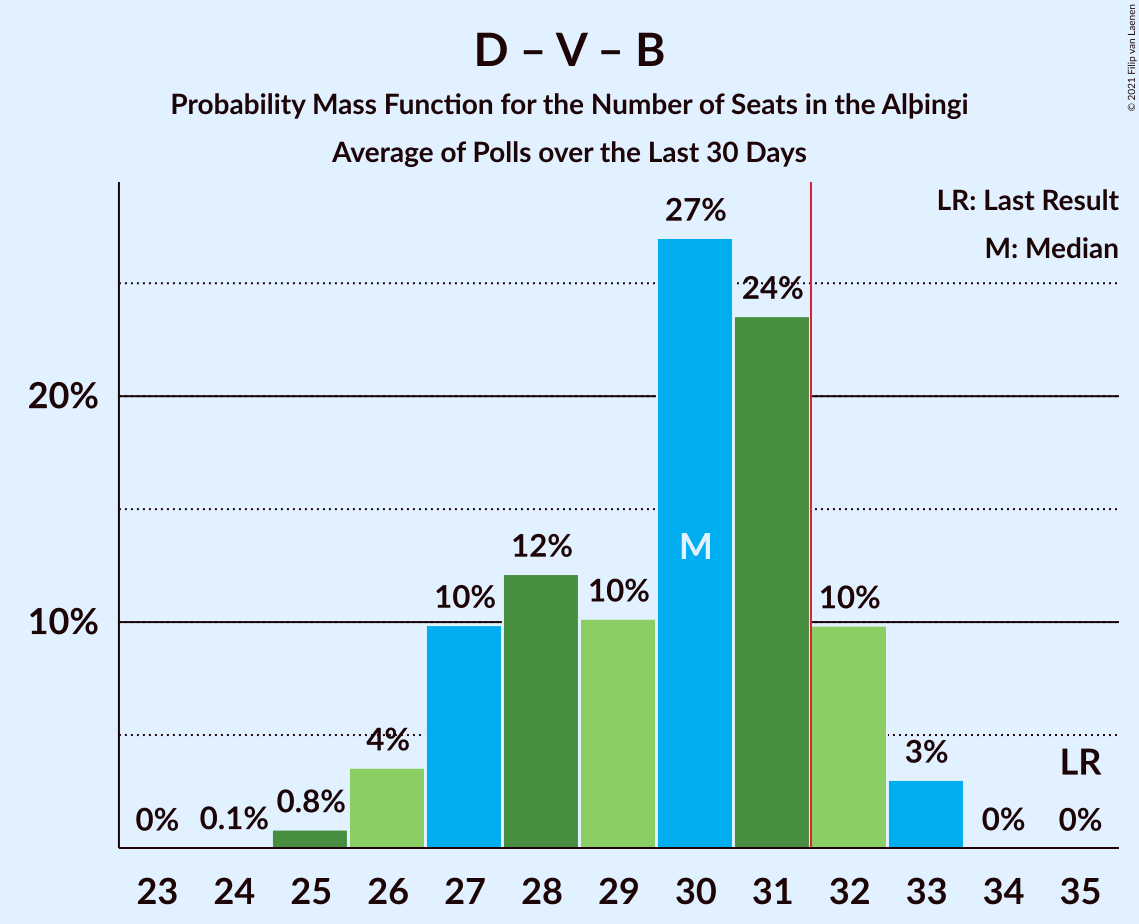 D – V – B
Probability Mass Function for the Number of Seats in the Alþingi
Average of Polls over the Last 30 Days
© 2021 Filip van Laenen
LR: Last Result
M: Median
27%
24%
20%
12%
10%
10%
10%
10%
M
4%
3%
LR
0%
0.1%
0.8%
0%
0%
23 24 25 26 27 28 29 30 31 32 33 34 35